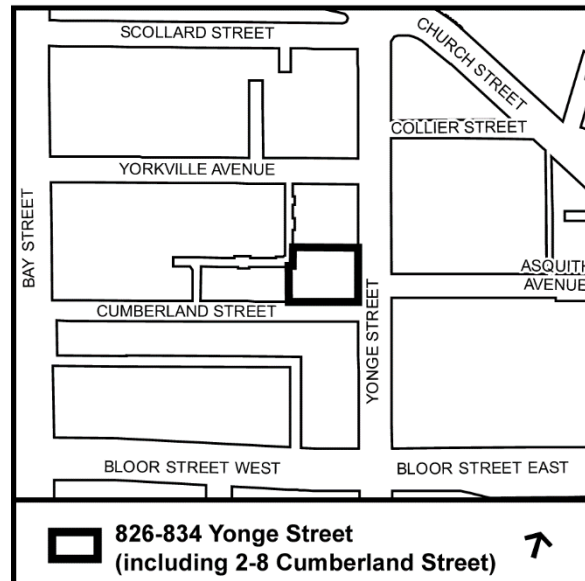 SCOLLARD STREET
CHURCH STREET
COLLIER STREET
YORKVILLE AVENUE
BAY STREET
ASQUITH
AVENUE
CUMBERLAND STREET
YONGE STREET
BLOOR STREET WEST
BLOOR STREET EAST
826-834 Yonge Street
(including 2-8 Cumberland Street)